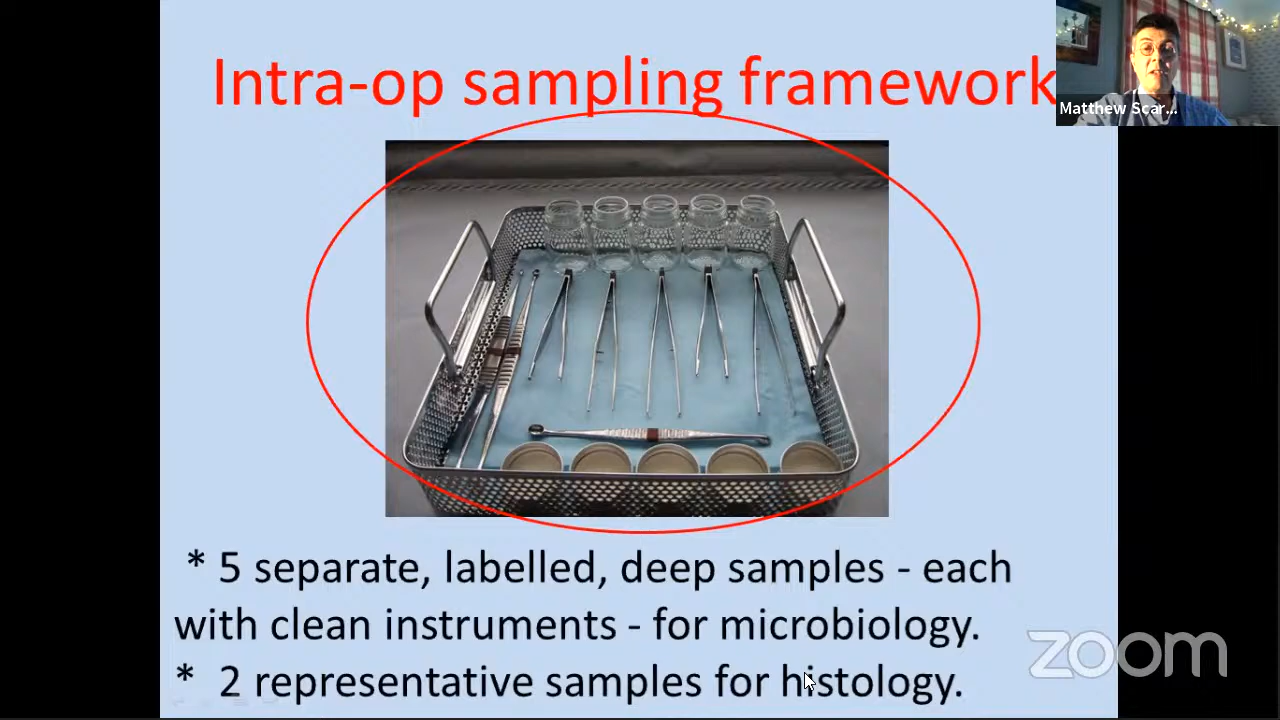 Intra-op sampling framework
Matthew Scar...
* 5 separate, labelled, deep samples - each
with clean instruments - for microbiology.
* 2 representative samples for histology.
zoom